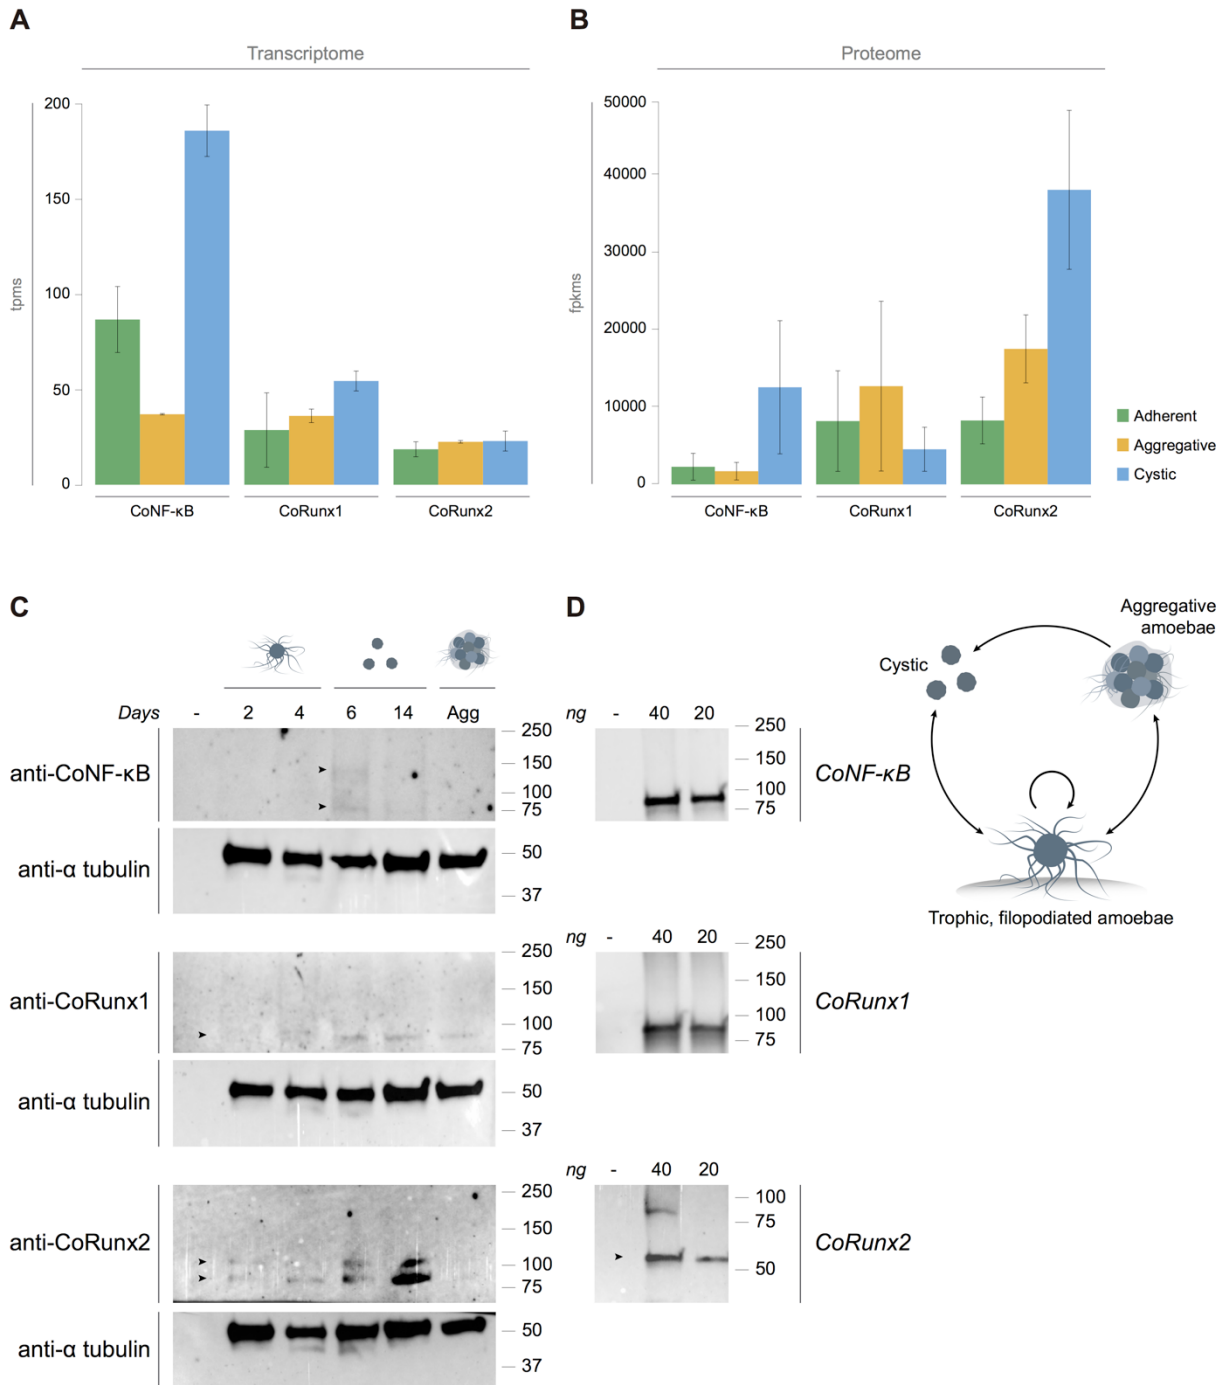 A
B
Transcriptome
Proteome
tpms
200
150
100
50
0
CoNF-κB
CoRunx1
CoRunx2
fpkms
50000
40000
30000
20000
10000
0
CoNF-κB
CoRunx1
CoRunx2
Adherent
Aggregative
Cystic
C
Days - 2 4 6 14 Agg
anti-CoNF-κB
250
150
100
75
anti-α tubulin
50
37
anti-CoRunx1
250
150
100
75
anti-α tubulin
50
37
anti-CoRunx2
250
150
100
75
anti-α tubulin
50
37
D
ng - 40 20
250
150
100
75
CoNF-κB
ng - 40 20
250
150
100
75
CoRunx1
ng - 40 20
100
75
50
CoRunx2
Aggregative
amoebae
Cystic
Trophic, filopodiated amoebae